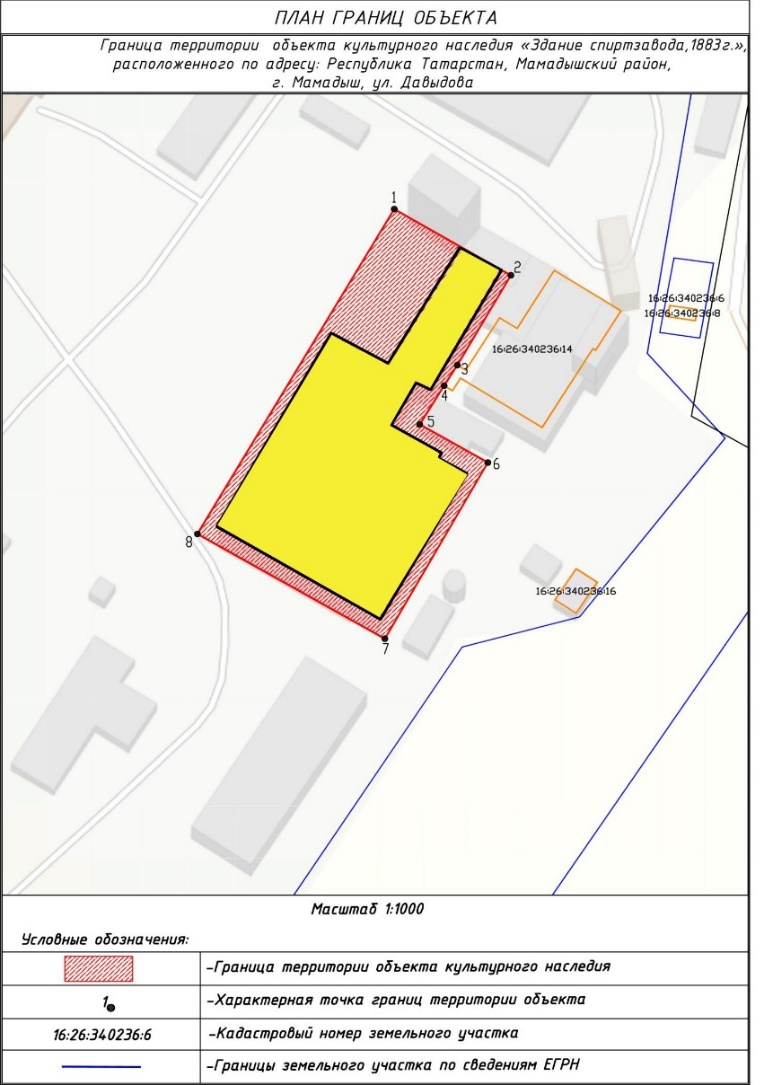 ПЛАН ГРАНИЦ ОБЪЕКТА
Граница территории объекта культурного наследия «Здание спиртзавода,1883г.»,
расположенного по адресу: Республика Татарстан, Мамадышский район,
г. Мамадыш, ул. Давыдова
1
2
16:26:340236:6
16:26:340236:8
16:26:340236:14
3
4
5
6
8
16:26:340236:16
7
Масштаб 1:1000
Условные обозначения:
-Граница территории объекта культурного наследия
1 -Характерная точка границ территории объекта
16:26:340236:6 -Кадастровый номер земельного участка
-Границы земельного участка по сведениям ЕГРН